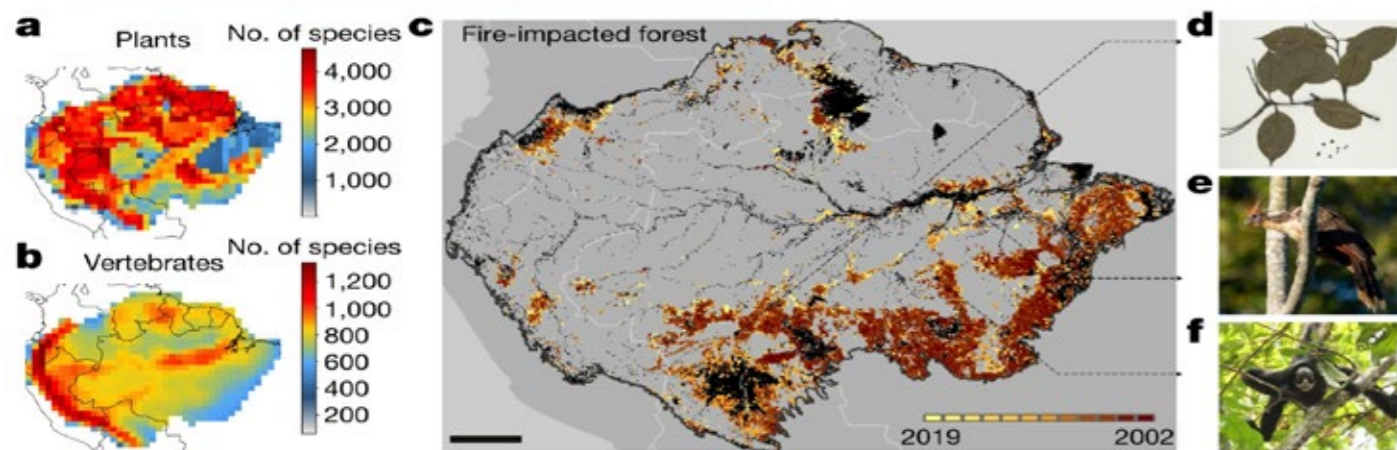 a
Plants
No. of species
4,000
3,000
2,000
1,000
b
Vertebrates
No. of species
1,200
1,000
800
600
400
200
c
Fire-impacted forest
2019
2002
d
e
f